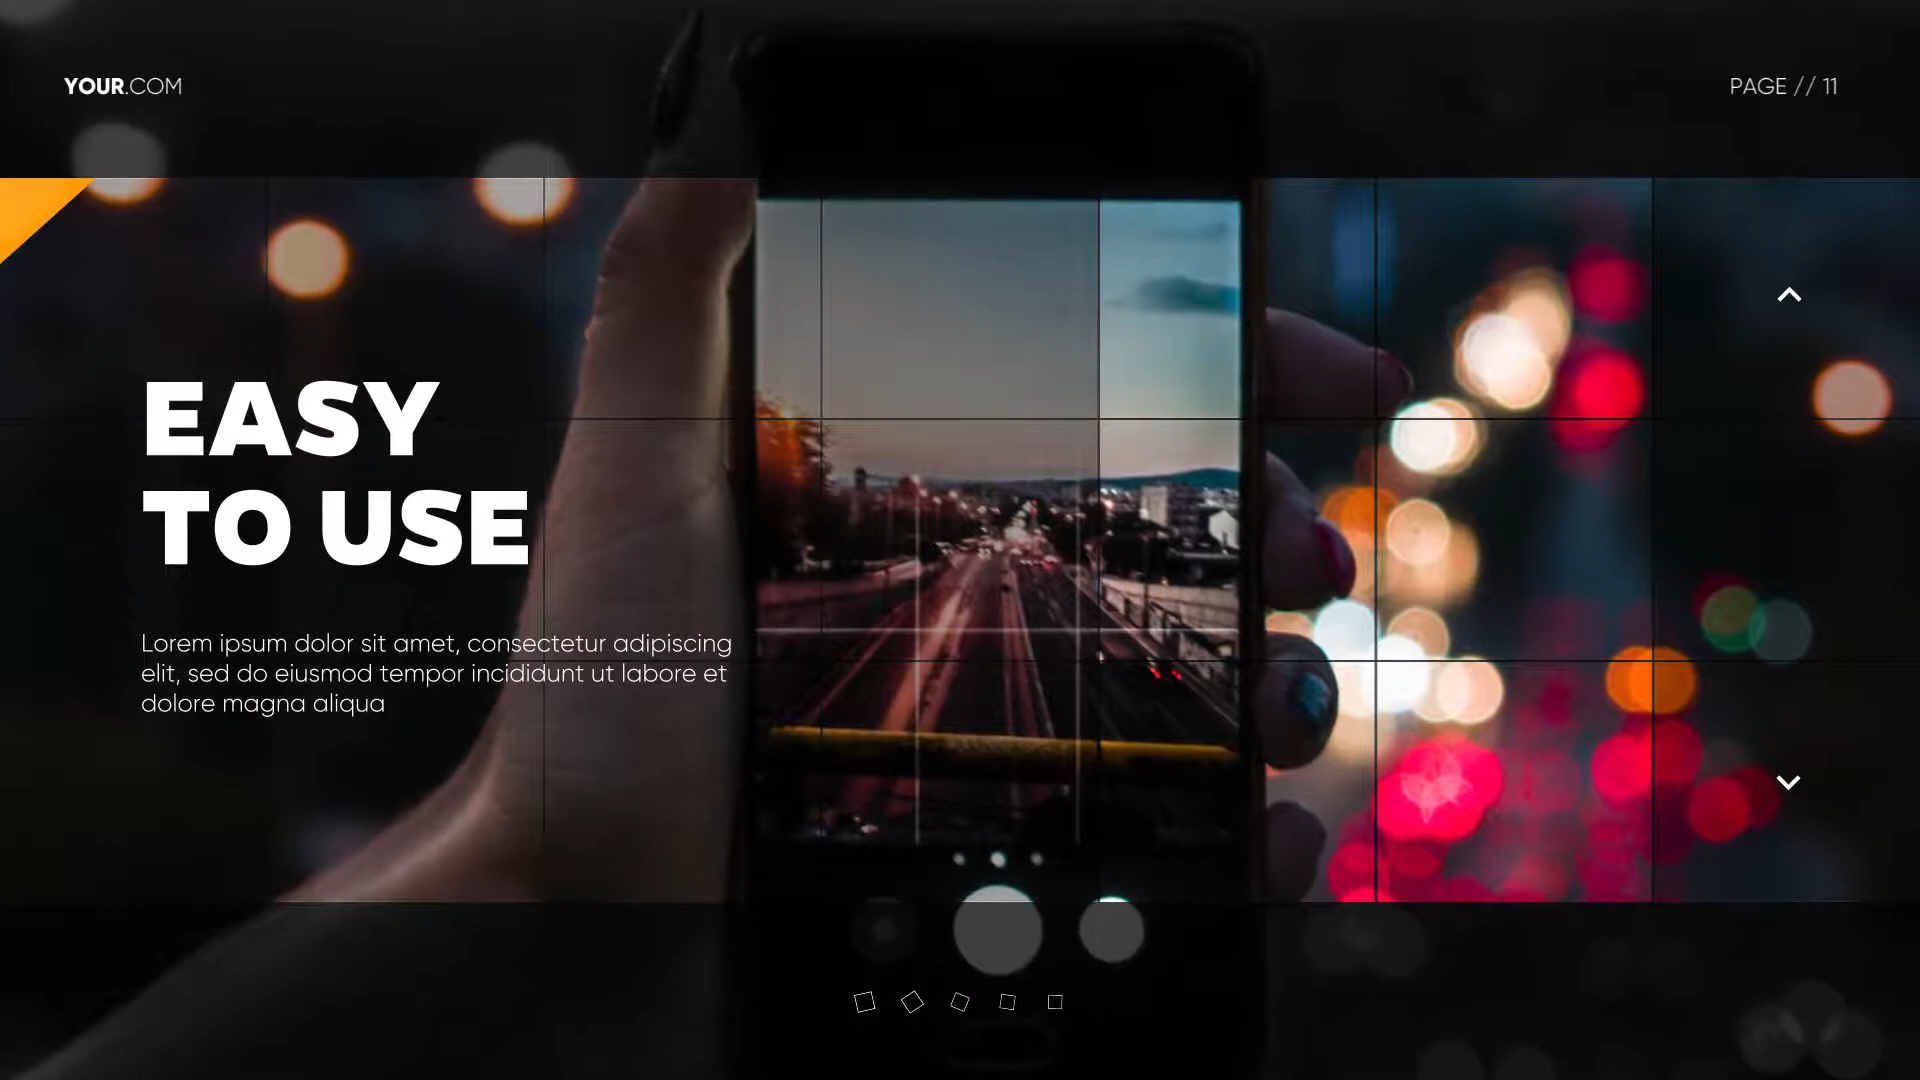 YOUR.COM
PAGE // 11
EASY
TO USE
Lorem ipsum dolor sit amet, consectetur adipiscing
elit, sed do eiusmod tempor incididunt ut labore et
dolore magna aliqua